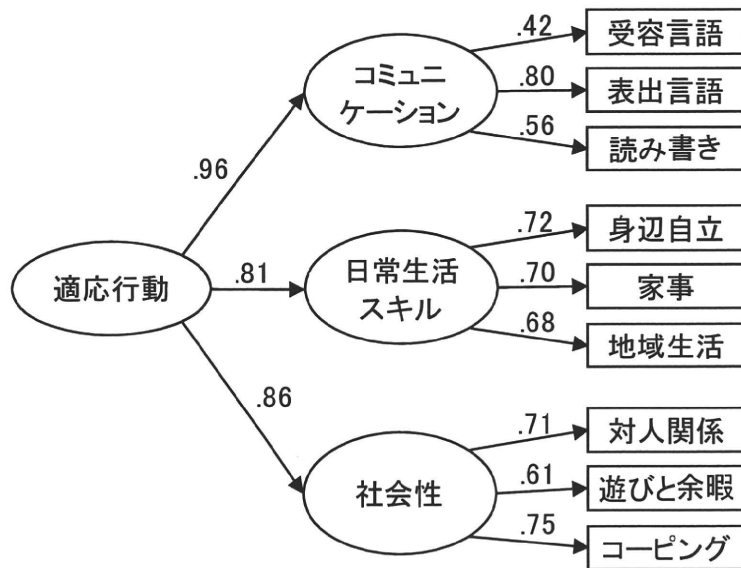 .42
受容言語
コミュニ
ケーション
.80
表出言語
.56
読み書き
.96
.72
身辺自立
適応行動
.81
日常生活
スキル
.70
家事
.68
地域生活
.86
.71
対人関係
社会性
.61
遊びと余暇
.75
コーピング